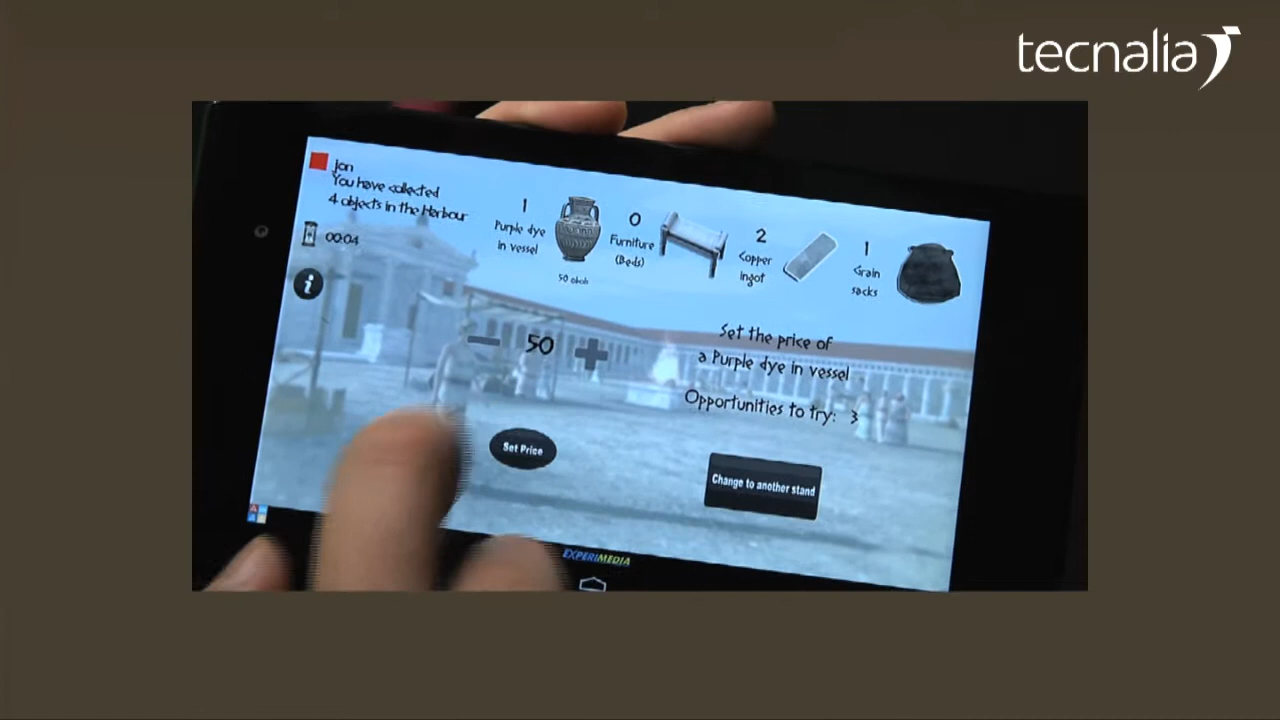 tecnalia
jon
You have collected
4 objects in the Harbour
00:04
1
Purple dye
in vessel
50 obols
0
Furniture
(Beds)
2
Copper
ingot
1
Grain
sacks
i
50
Set the price of
a Purple dye in vessel
Opportunities to try: 3
Set Price
Change to another stand
EXPERIMEDIA